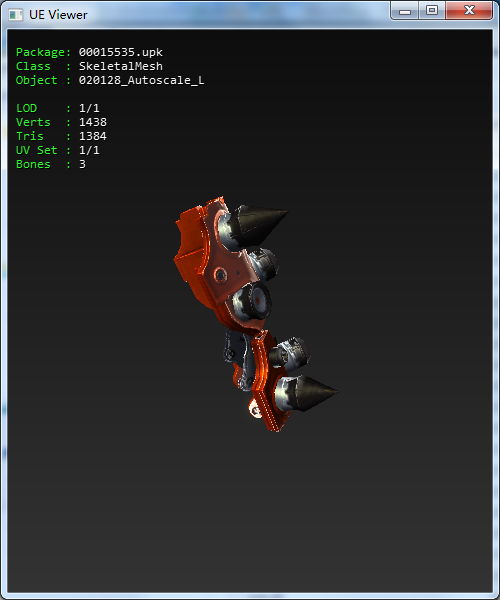 UE Viewer
Package: 00015535.upk
Class : SkeletalMesh
Object : 020128_Autoscale_L
LOD : 1/1
Verts : 1438
Tris : 1384
UV Set : 1/1
Bones : 3